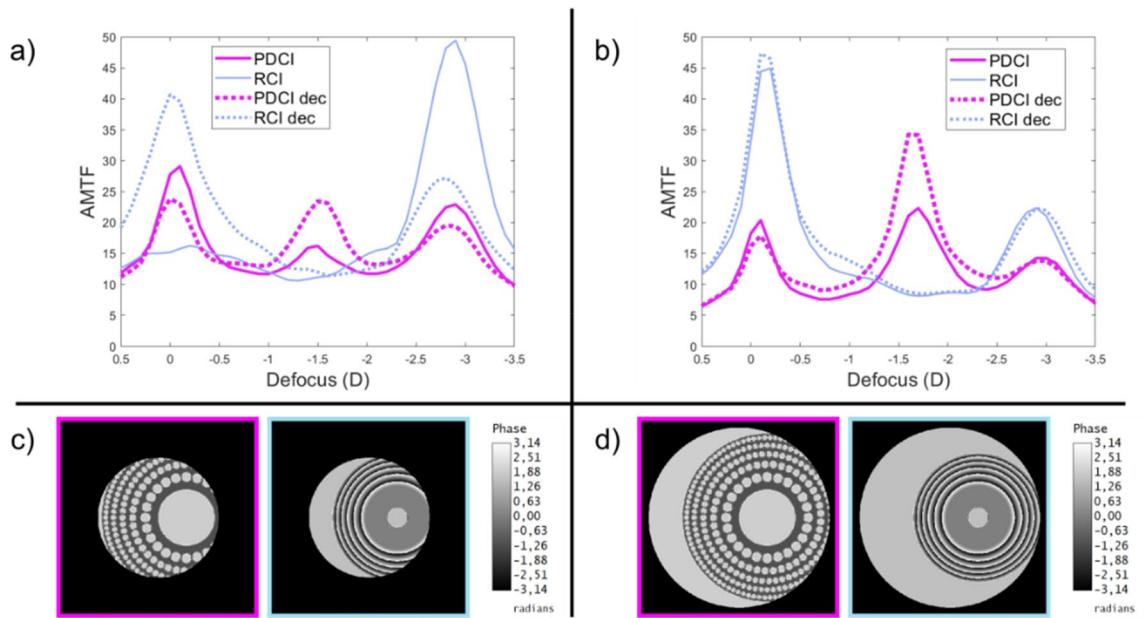 a)
50
45
40
35
30
25
20
15
10
5
0
AMTF
PDCI
RCI
PDCI dec
RCI dec
0.5 0 -0.5 -1 -1.5 -2 -2.5 -3 -3.5
Defocus (D)
b)
50
45
40
35
30
25
20
15
10
5
0
AMTF
PDCI
RCI
PDCI dec
RCI dec
0.5 0 -0.5 -1 -1.5 -2 -2.5 -3 -3.5
Defocus (D)
c)
Phase
3,14
2,51
1,88
1,26
0,63
0,00
-0,63
-1,26
-1,88
-2,51
-3,14
radians
d)
Phase
3,14
2,51
1,88
1,26
0,63
0,00
-0,63
-1,26
-1,88
-2,51
-3,14
radians